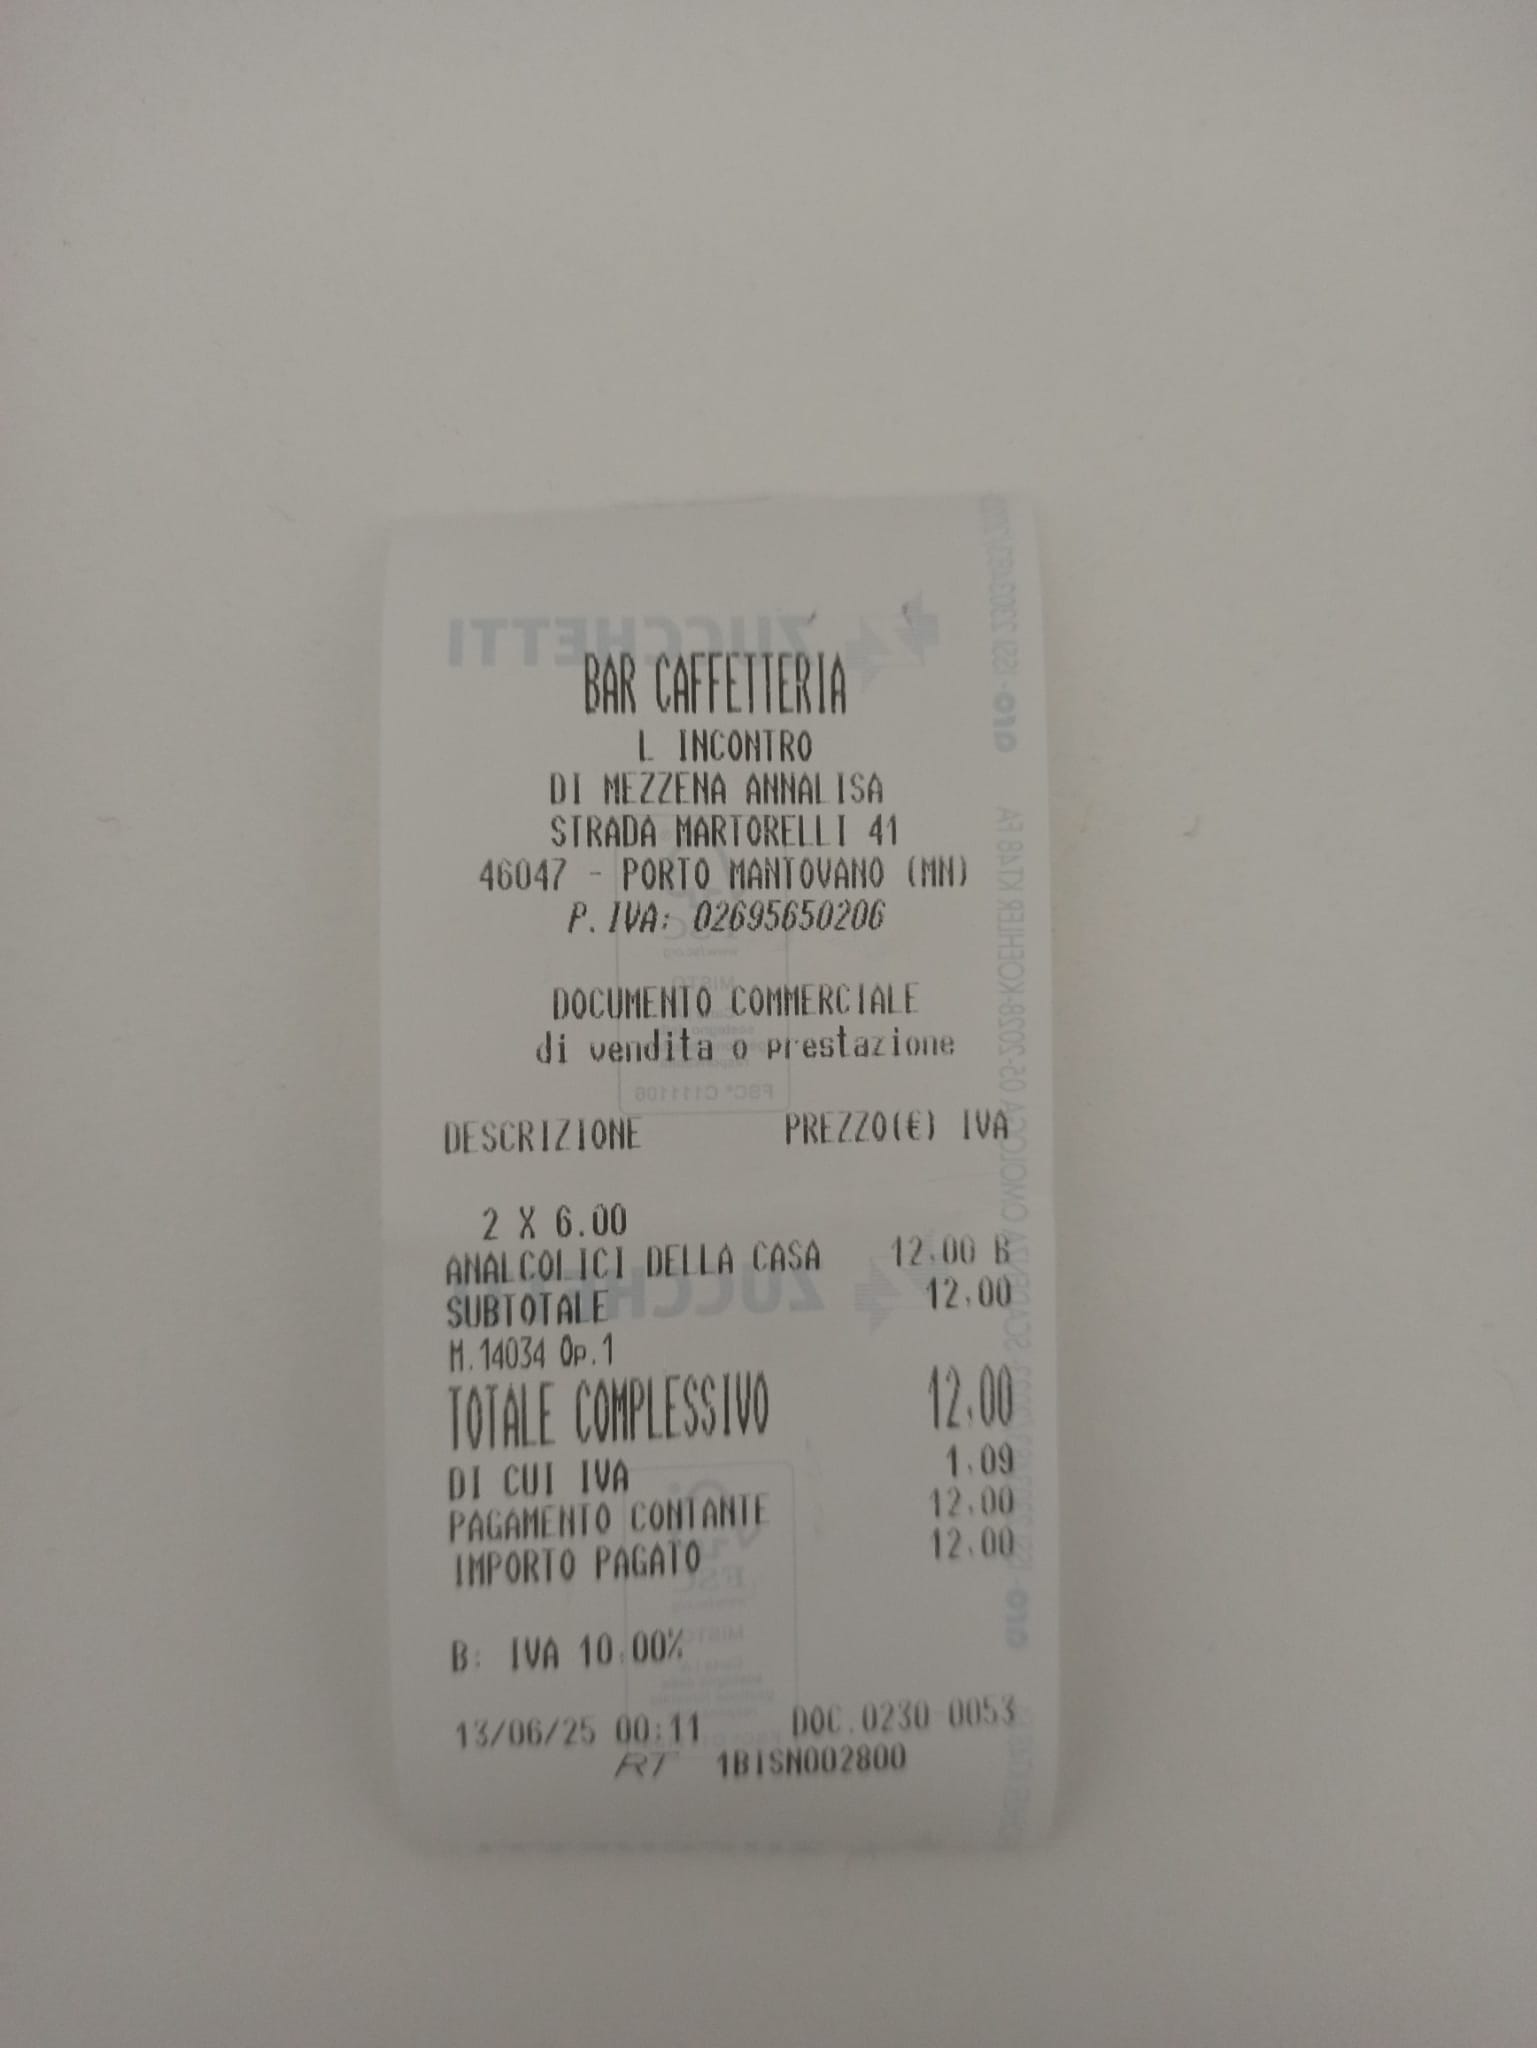 BAR CAFFETTERIA
L INCONTRO
DI MEZZENA ANNALISA
STRADA MARTORELLI 41
46047 - PORTO MANTOVANO (MN)
P. IVA: 02695650206
DOCUMENTO COMMERCIALE
di vendita o prestazione
DESCRIZIONE PREZZO(€) IVA
2 X 6.00
ANALCOLICI DELLA CASA 12.00 B
SUBTOTALE 12,00
M.14034 Op.1
TOTALE COMPLESSIVO 12,00
DI CUI IVA 1.09
PAGAMENTO CONTANTE 12.00
IMPORTO PAGATO 12.00
B: IVA 10.00%
13/06/25 00:11 DOC.0230-0053
RT 1BISN002800
ZUCCHETTI